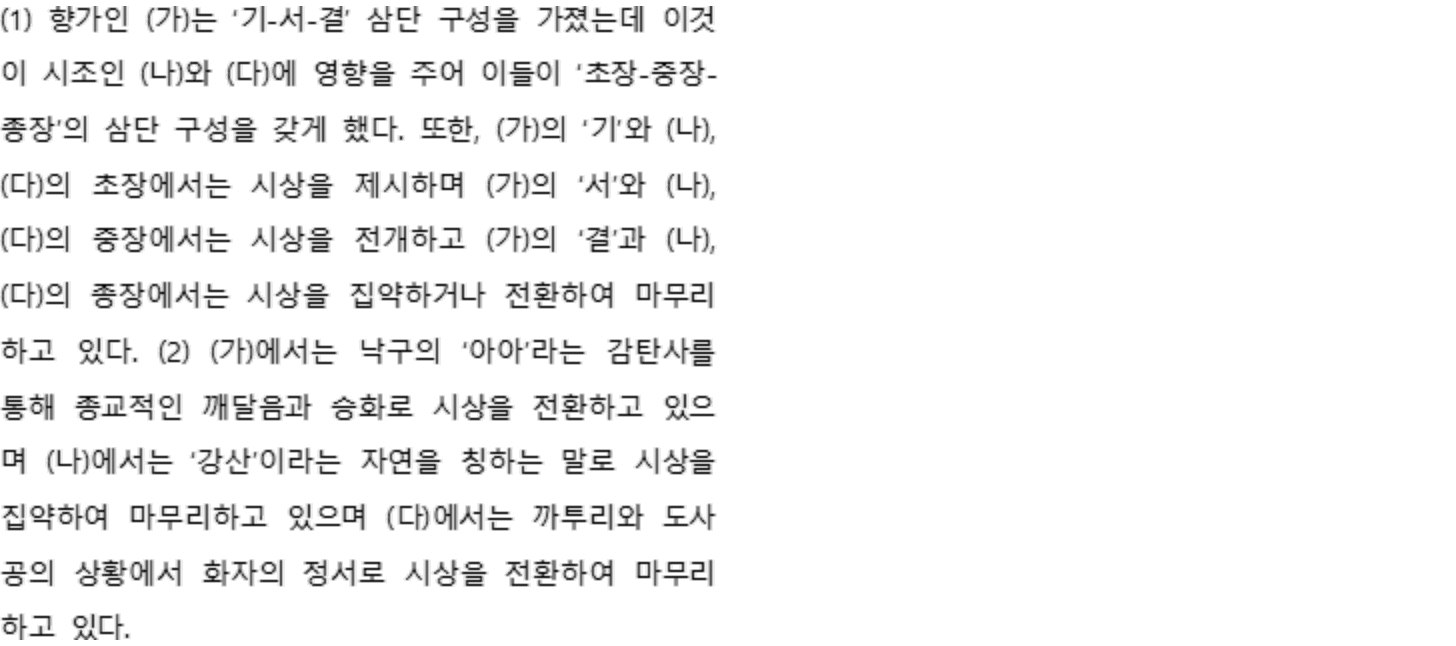 (1) 향가인 (가)는 ‘기-서-결’ 삼단 구성을 가졌는데 이것
이 시조인 (나)와 (다)에 영향을 주어 이들이 ‘초장-중장-
종장’의 삼단 구성을 갖게 했다. 또한, (가)의 ‘기’와 (나),
(다)의 초장에서는 시상을 제시하며 (가)의 ‘서’와 (나),
(다)의 중장에서는 시상을 전개하고 (가)의 ‘결’과 (나),
(다)의 종장에서는 시상을 집약하거나 전환하여 마무리
하고 있다. (2) (가)에서는 낙구의 ‘아아’라는 감탄사를
통해 종교적인 깨달음과 승화로 시상을 전환하고 있으
며 (나)에서는 ‘강산’이라는 자연을 칭하는 말로 시상을
집약하여 마무리하고 있으며 (다)에서는 까투리와 도사
공의 상황에서 화자의 정서로 시상을 전환하여 마무리
하고 있다.